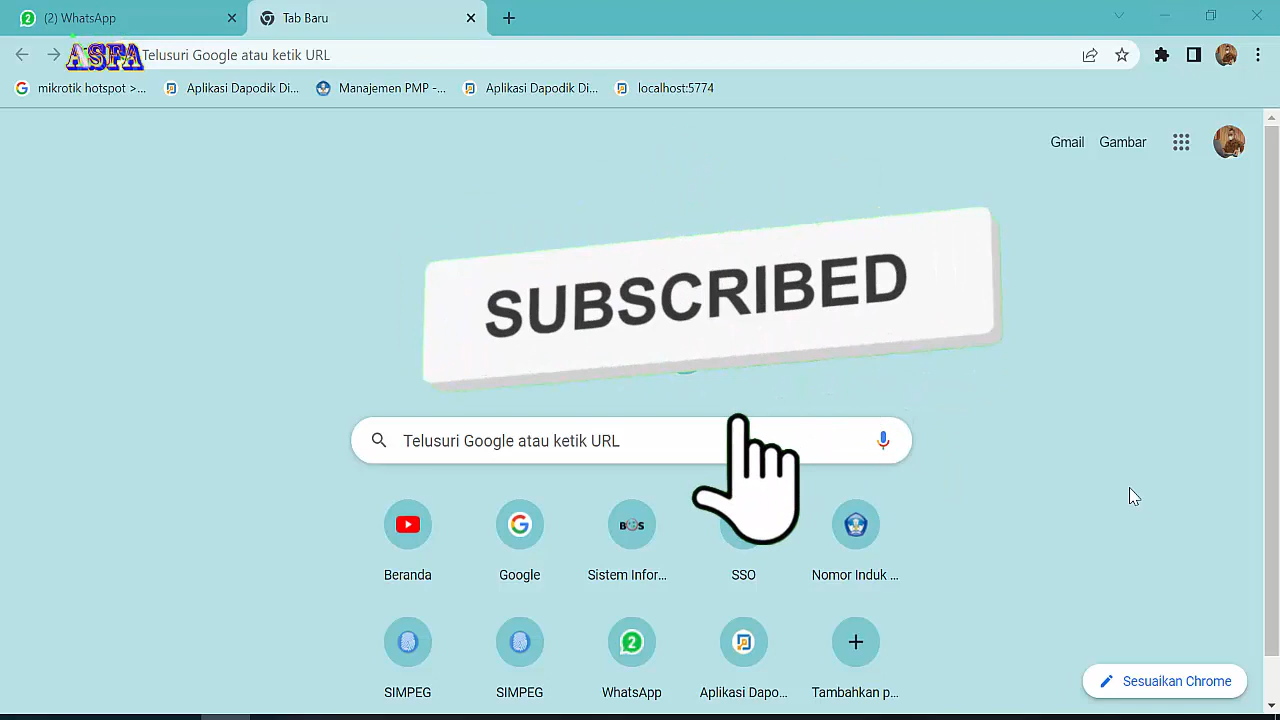 (2) WhatsApp
Tab Baru
ASFA
Telusuri Google atau ketik URL
mikrotik hotspot >...
Aplikasi Dapodik Di...
Manajemen PMP -...
Aplikasi Dapodik Di...
localhost:5774
Gmail
Gambar
SUBSCRIBED
Telusuri Google atau ketik URL
BOS
Beranda
Google
Sistem Infor...
SSO
Nomor Induk ...
2
SIMPEG
SIMPEG
WhatsApp
Aplikasi Dapo...
Tambahkan p...
Sesuaikan Chrome